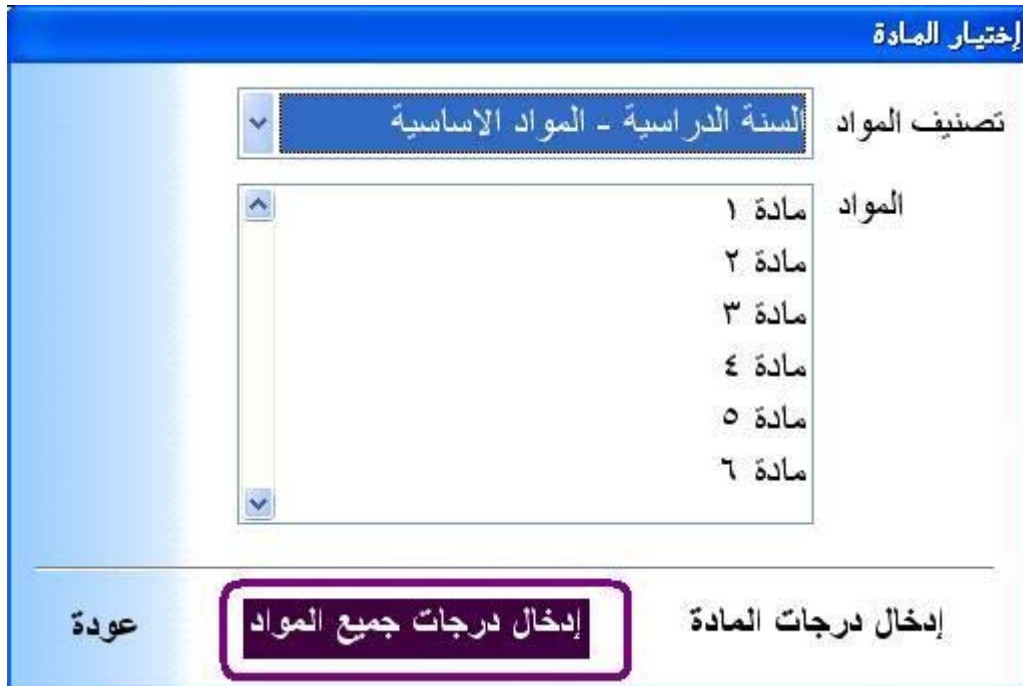 إختيار المادة
تصنيف المواد السنة الدراسية - المواد الاساسية
المواد
مادة ١
مادة ٢
مادة ٣
مادة ٤
مادة ٥
مادة ٦
إدخال درجات المادة إدخال درجات جميع المواد عودة